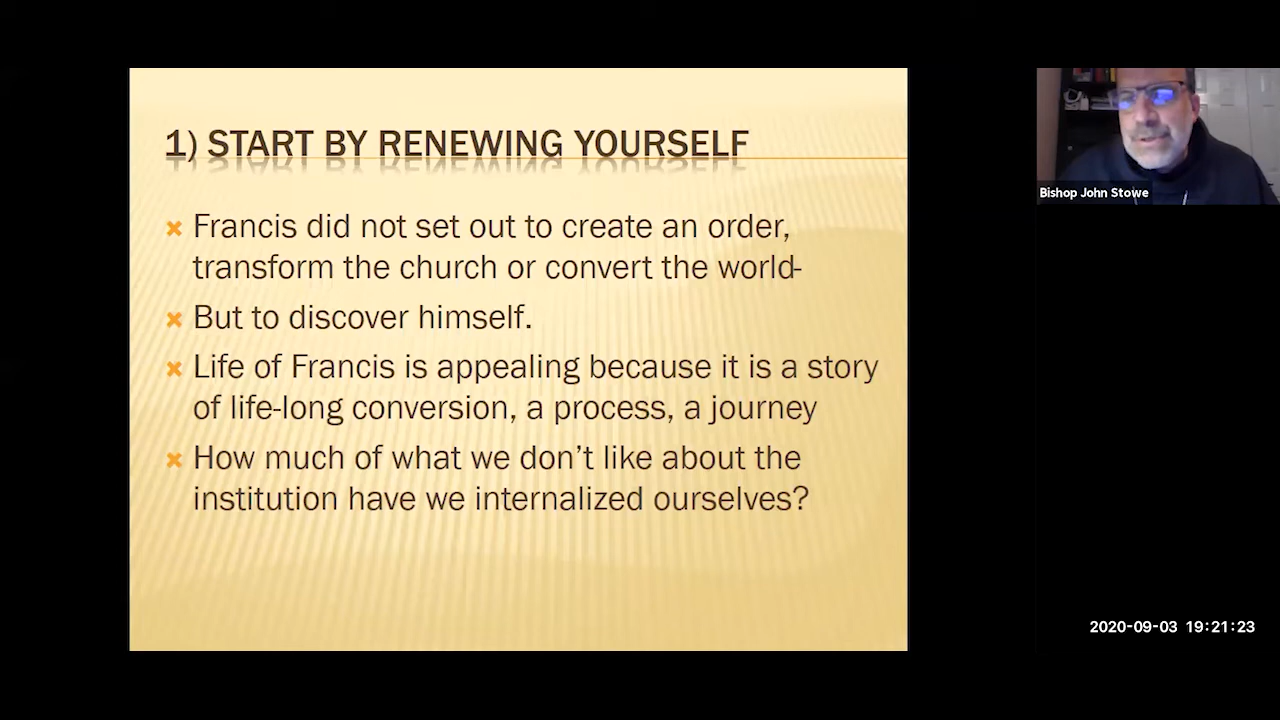 1) START BY RENEWING YOURSELF
Francis did not set out to create an order,
transform the church or convert the world-
But to discover himself.
Life of Francis is appealing because it is a story
of life-long conversion, a process, a journey
How much of what we don’t like about the
institution have we internalized ourselves?
Bishop John Stowe
2020-09-03 19:21:23